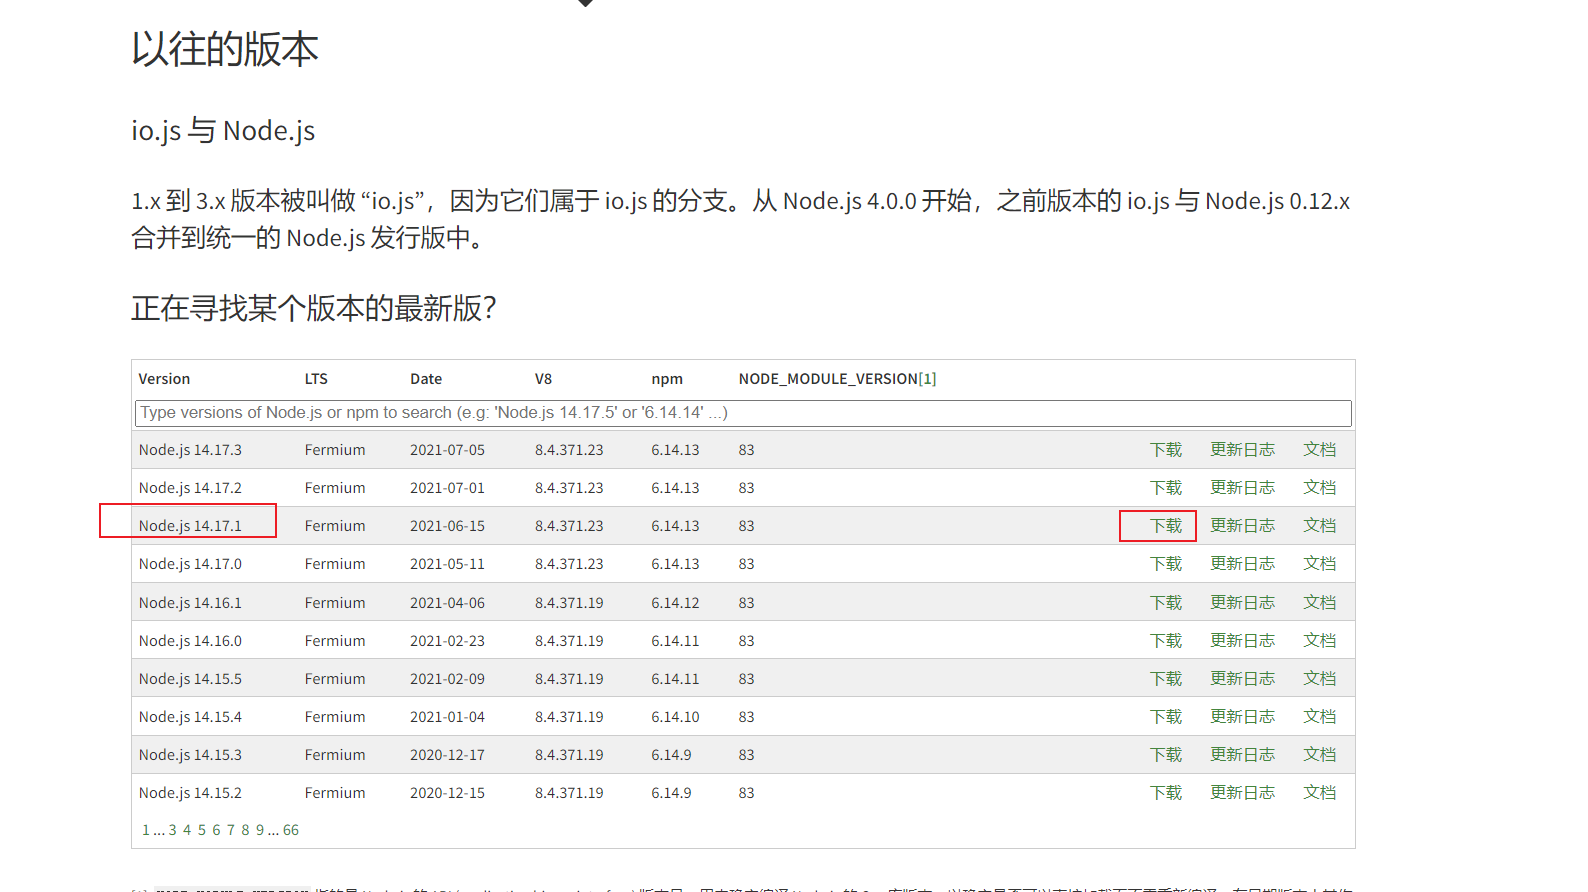 以往的版本
io.js 与 Node.js
1.x 到 3.x 版本被叫做 “io.js”，因为它们属于 io.js 的分支。从 Node.js 4.0.0 开始，之前版本的 io.js 与 Node.js 0.12.x
合并到统一的 Node.js 发行版中。
正在寻找某个版本的最新版？
Version LTS Date V8 npm NODE_MODULE_VERSION[1]
Type versions of Node.js or npm to search (e.g: 'Node.js 14.17.5' or '6.14.14' ...)
Node.js 14.17.3 Fermium 2021-07-05 8.4.371.23 6.14.13 83 下载 更新日志 文档
Node.js 14.17.2 Fermium 2021-07-01 8.4.371.23 6.14.13 83 下载 更新日志 文档
Node.js 14.17.1 Fermium 2021-06-15 8.4.371.23 6.14.13 83 下载 更新日志 文档
Node.js 14.17.0 Fermium 2021-05-11 8.4.371.23 6.14.13 83 下载 更新日志 文档
Node.js 14.16.1 Fermium 2021-04-06 8.4.371.19 6.14.12 83 下载 更新日志 文档
Node.js 14.16.0 Fermium 2021-02-23 8.4.371.19 6.14.11 83 下载 更新日志 文档
Node.js 14.15.5 Fermium 2021-02-09 8.4.371.19 6.14.11 83 下载 更新日志 文档
Node.js 14.15.4 Fermium 2021-01-04 8.4.371.19 6.14.10 83 下载 更新日志 文档
Node.js 14.15.3 Fermium 2020-12-17 8.4.371.19 6.14.9 83 下载 更新日志 文档
Node.js 14.15.2 Fermium 2020-12-15 8.4.371.19 6.14.9 83 下载 更新日志 文档
1 ... 3 4 5 6 7 8 9 ... 66